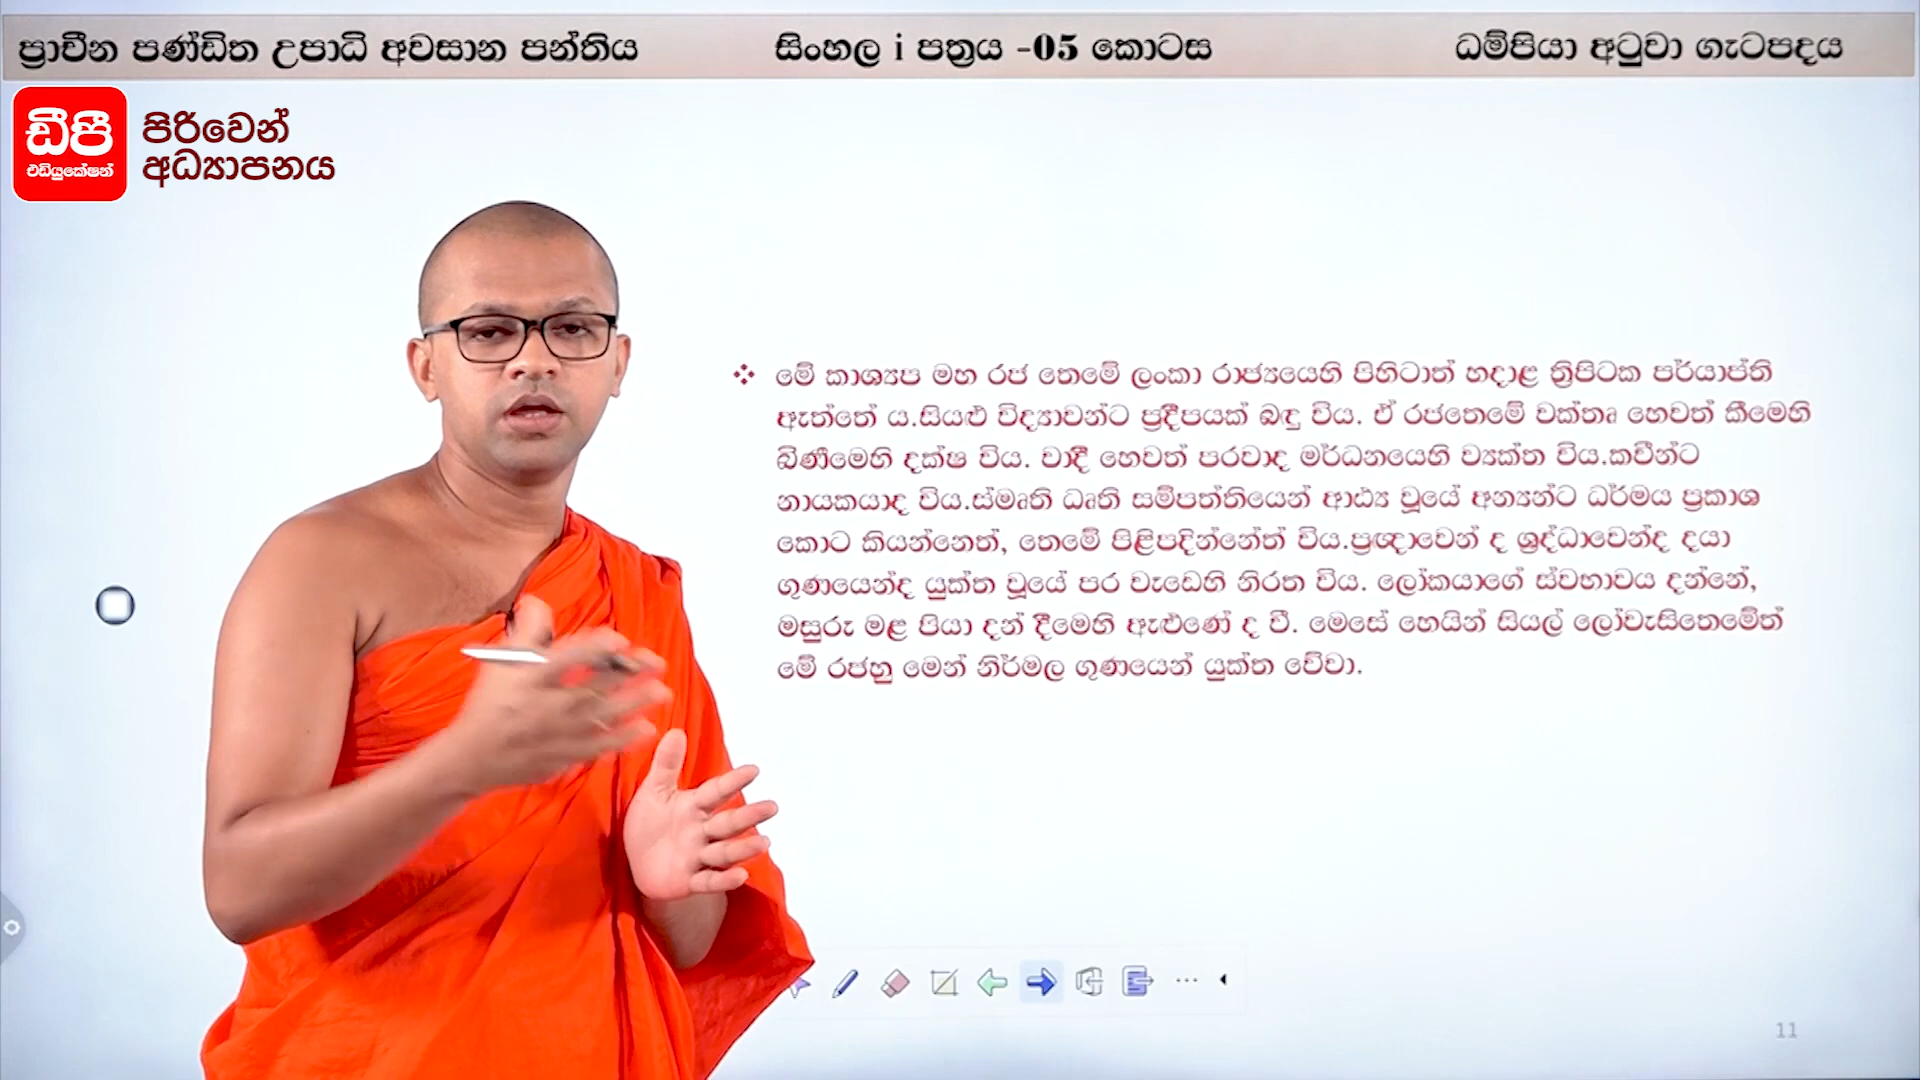 ප්‍රාචීන පණ්ඩිත උපාධි අවසාන පන්තිය
සිංහල i පත්‍රය -05 කොටස
ධම්පියා අටුවා ගැටපදය
ඩීපී
එඩියුකේෂන්
පිරිවෙන්
අධ්‍යාපනය
මේ කාශ්‍යප මහ රජ තෙමේ ලංකා රාජ්‍යයෙහි පිහිටාත් හදාළ ත්‍රිපිටක පර්යාප්ති
ඇත්තේ ය.සියළු විද්‍යාවන්ට ප්‍රදීපයක් බඳු විය. ඒ රජතෙමේ වක්තෘ හෙවත් කීමෙහි
බිණීමෙහි දක්ෂ විය. වාදී හෙවත් පරවාද මර්ධනයෙහි ව්‍යක්ත විය.කවීන්ට
නායකයාද විය.ස්මෘති ධෘති සම්පත්තියෙන් ආඪ්‍ය වූයේ අන්‍යන්ට ධර්මය ප්‍රකාශ
කොට කියන්නෙත්, තෙමේ පිළිපදින්නේත් විය.ප්‍රඥාවෙන් ද ශ්‍රද්ධාවෙන්ද දයා
ගුණයෙන්ද යුක්ත වූයේ පර වැඩෙහි නිරත විය. ලෝකයාගේ ස්වභාවය දන්නේ,
මසුරු මළ පියා දන් දීමෙහි ඇළුණේ ද වී. මෙසේ හෙයින් සියල් ලෝවැසිතෙමේත්
මේ රජහු මෙන් නිර්මල ගුණයෙන් යුක්ත වේවා.
11